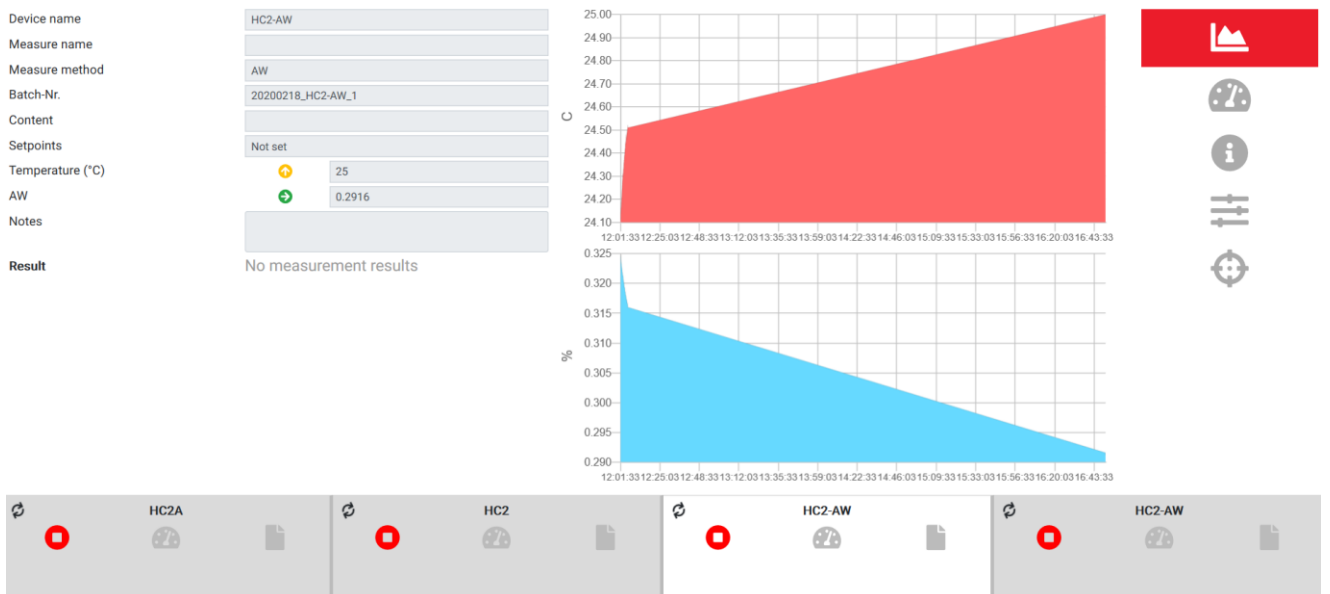 Device name HC2-AW
Measure name
Measure method AW
Batch-Nr. 20200218_HC2-AW_1
Content
Setpoints Not set
Temperature (°C) 25
AW 0.2916
Notes
Result No measurement results
25.00
24.90
24.80
24.70
24.60
24.50
24.40
24.30
24.20
24.10
C
12:01:33 12:25:03 12:48:33 13:12:03 13:35:33 13:59:03 14:22:33 14:46:03 15:09:33 15:33:03 15:56:33 16:20:03 16:43:33
0.325
0.320
0.315
0.310
0.305
0.300
0.295
0.290
%
12:01:33 12:25:03 12:48:33 13:12:03 13:35:33 13:59:03 14:22:33 14:46:03 15:09:33 15:33:03 15:56:33 16:20:03 16:43:33
HC2A HC2 HC2-AW HC2-AW